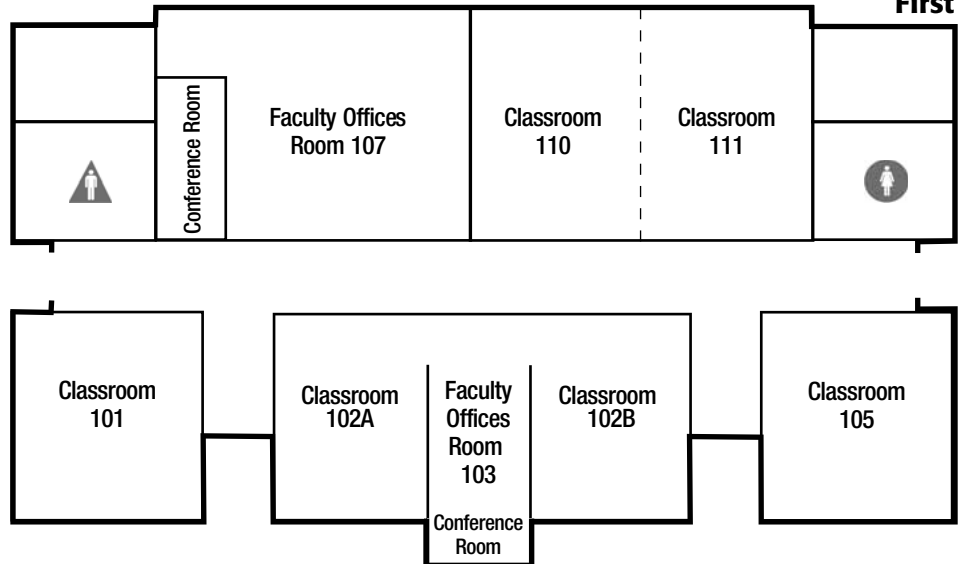 First
Conference Room
Faculty Offices
Room 107
Classroom
110
Classroom
111
Classroom
101
Classroom
102A
Faculty
Offices
Room
103
Conference
Room
Classroom
102B
Classroom
105